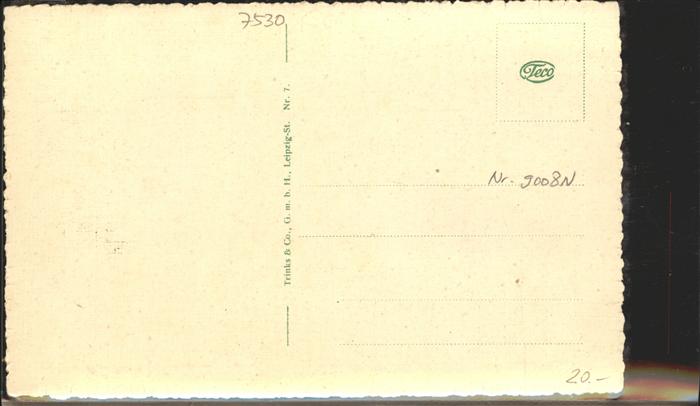 7530
Teco
Trinks & Co., G. m. b. H., Leipzig-St. Nr. 7.
Nr. 9008N
20.-